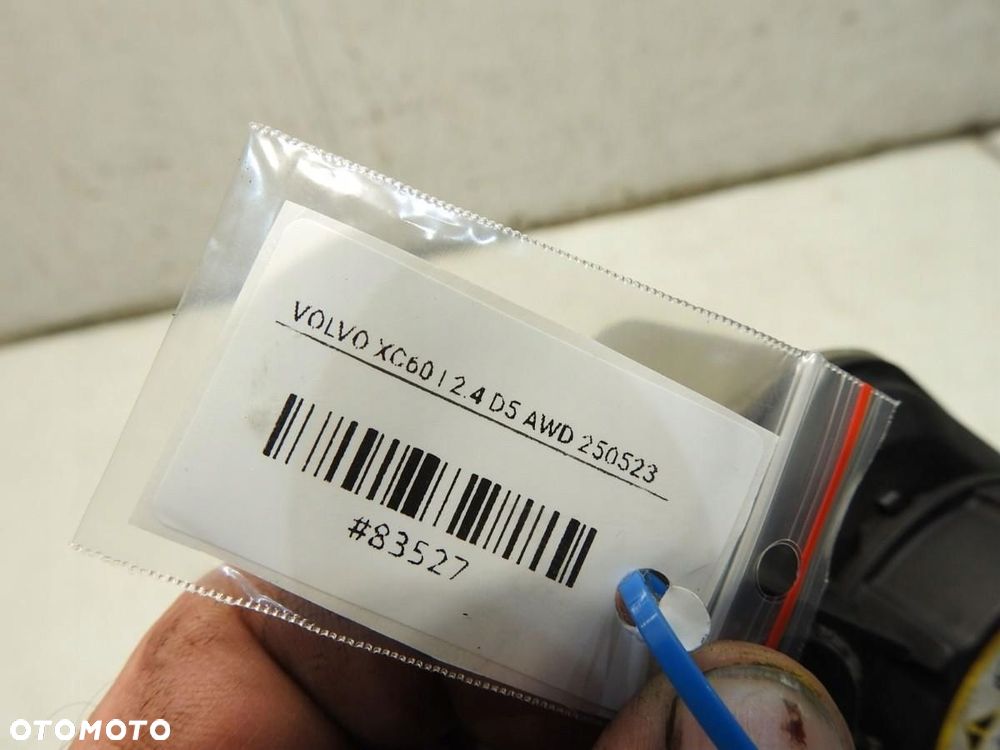 VOLVO XC60 I 2.4 D5 AWD 250523
#83527
OTOMOTO